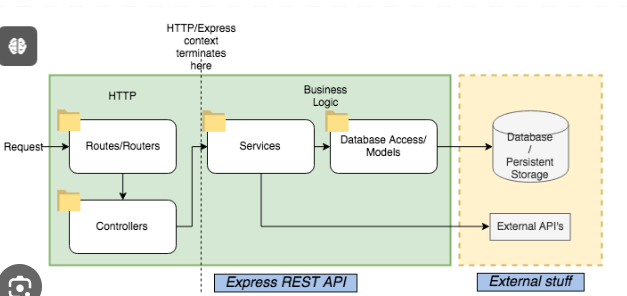 HTTP/Express
context
terminates
here
HTTP
Business
Logic
Request
Routes/Routers
Services
Database Access/
Models
Database
/
Persistent
Storage
Controllers
External API's
Express REST API
External stuff